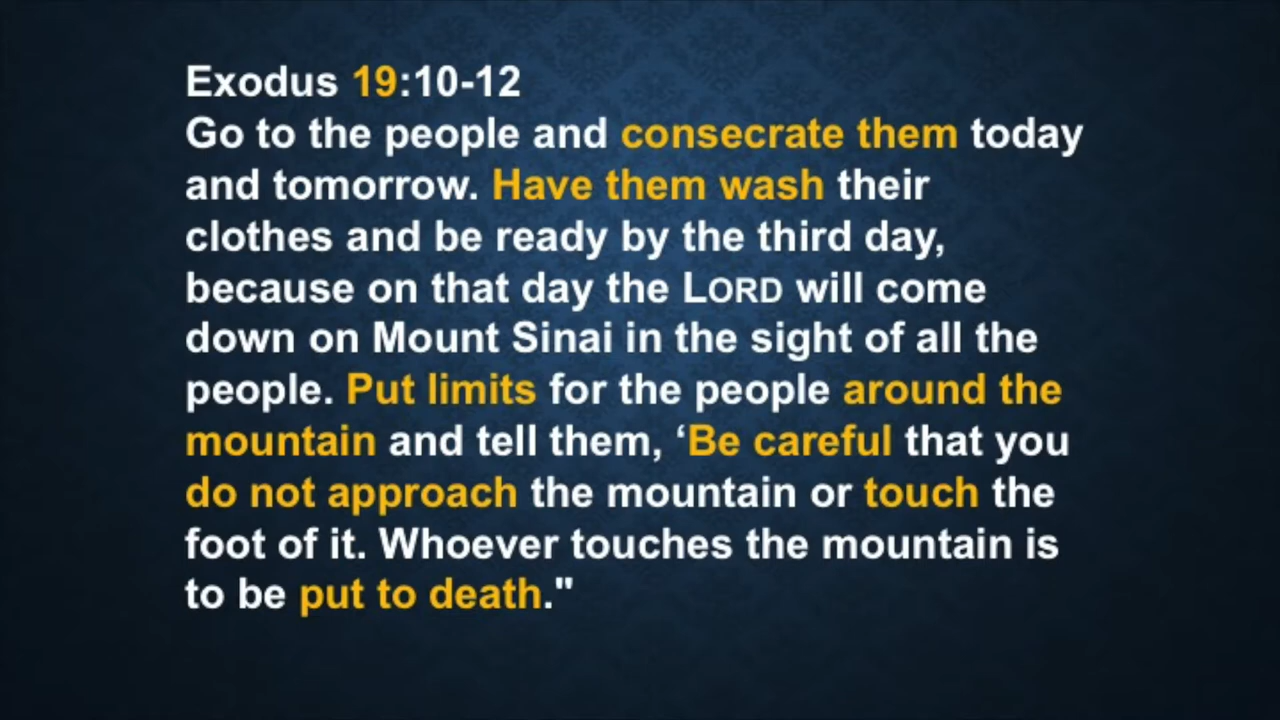 Exodus 19:10-12
Go to the people and consecrate them today
and tomorrow. Have them wash their
clothes and be ready by the third day,
because on that day the LORD will come
down on Mount Sinai in the sight of all the
people. Put limits for the people around the
mountain and tell them, ‘Be careful that you
do not approach the mountain or touch the
foot of it. Whoever touches the mountain is
to be put to death."